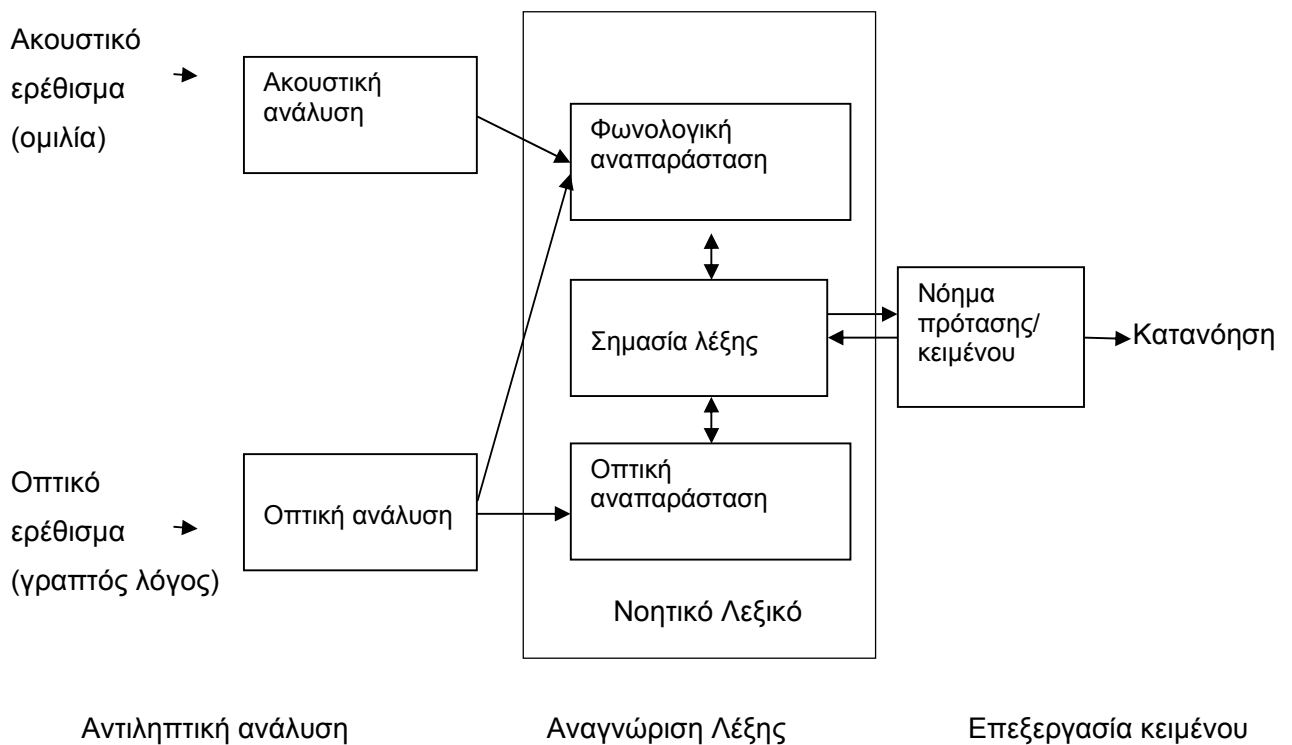 Ακουστικό
ερέθισμα
(ομιλία)
Ακουστική
ανάλυση
Φωνολογική
αναπαράσταση
Σημασία λέξης
Νόημα
πρότασης/
κειμένου
Κατανόηση
Οπτικό
ερέθισμα
(γραπτός λόγος)
Οπτική ανάλυση
Οπτική
αναπαράσταση
Νοητικό Λεξικό
Αντιληπτική ανάλυση
Αναγνώριση Λέξης
Επεξεργασία κειμένου